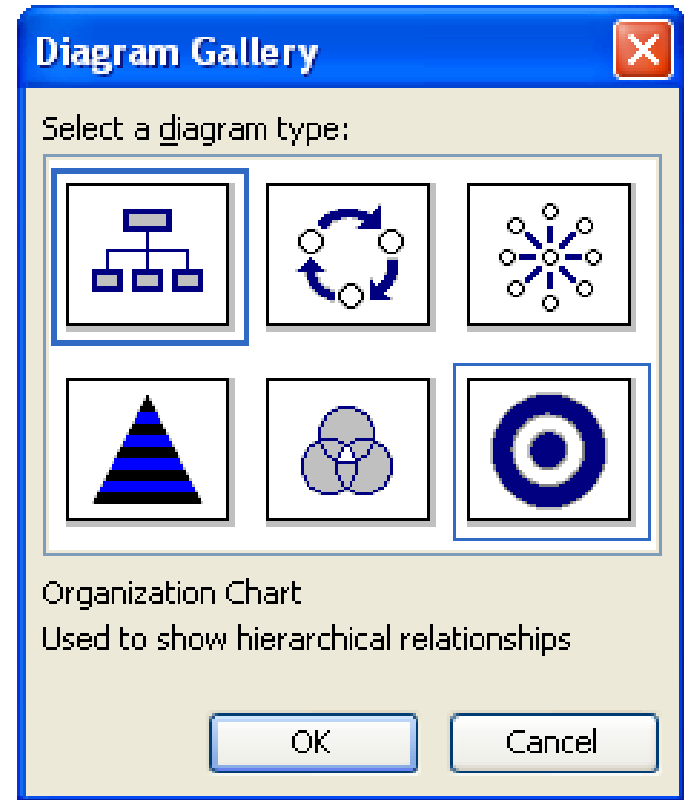 Diagram Gallery
Select a diagram type:
Organization Chart
Used to show hierarchical relationships
OK
Cancel